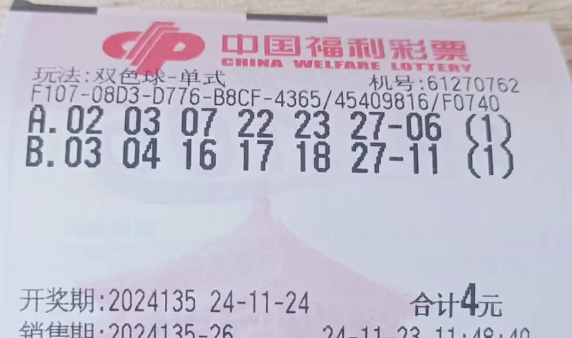 中国福利彩票
CHINA WELFARE LOTTERY
玩法:双色球-单式 机号:61270762
F107-08D3-D776-B8CF-4365/45409816/F0740
A.02 03 07 22 23 27-06 (1)
B.03 04 16 17 18 27-11 (1)
开奖期:2024135 24-11-24 合计4元
销售期:2024135-26 24-11-23 11:48:40